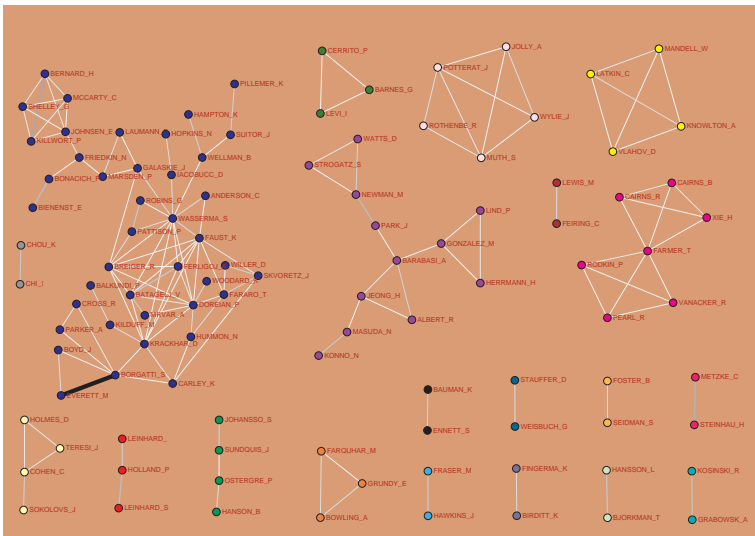 BERNARD_H
MCCARTY_C
SHELLEY_G
JOHNSEN_E
KILLWORT_P
FRIEDKIN_N
BONACICH_P
MARSDEN_P
BIENENST_E
LAUMANN_E
GALASKIE_J
PILLEMER_K
HAMPTON_K
HOPKINS_N
SUITOR_J
WELLMAN_B
IACOBUCC_D
ROBINS_G
ANDERSON_C
WASSERMA_S
PATTISON_P
FAUST_K
CHOU_K
CHI_I
BREIGER_R
FERLIGOJ_A
WILLER_D
SKVORETZ_J
WOODARD_K
BALKUNDI_P
BATAGELJ_V
FARARO_T
CROSS_R
DOREIAN_P
MRVAR_A
PARKER_A
KILDUFF_M
HUMMON_N
KRACKHAR_D
BOYD_J
BORGATTI_S
CARLEY_K
EVERETT_M
CERRITO_P
BARNES_G
LEVI_I
WATTS_D
STROGATZ_S
NEWMAN_M
PARK_J
LIND_P
GONZALEZ_M
BARABASI_A
HERRMANN_H
JEONG_H
ALBERT_R
MASUDA_N
KONNO_N
JOLLY_A
POTTERAT_J
ROTHENBE_R
WYLIE_J
MUTH_S
MANDELL_W
LATKIN_C
KNOWLTON_A
VLAHOV_D
LEWIS_M
FEIRING_C
CAIRNS_B
CAIRNS_R
XIE_H
FARMER_T
RODKIN_P
VANACKER_R
PEARL_R
HOLMES_D
TERESI_J
COHEN_C
SOKOLOVS_J
LEINHARD_
HOLLAND_P
LEINHARD_S
JOHANSSO_S
SUNDQUIS_J
OSTERGRE_P
HANSON_B
FARQUHAR_M
GRUNDY_E
BOWLING_A
BAUMAN_K
ENNETT_S
FRASER_M
HAWKINS_J
STAUFFER_D
WEISBUCH_G
FINGERMA_K
BIRDITT_K
FOSTER_B
SEIDMAN_S
HANSSON_L
BJORKMAN_T
METZKE_C
STEINHAU_H
KOSINSKI_R
GRABOWSK_A